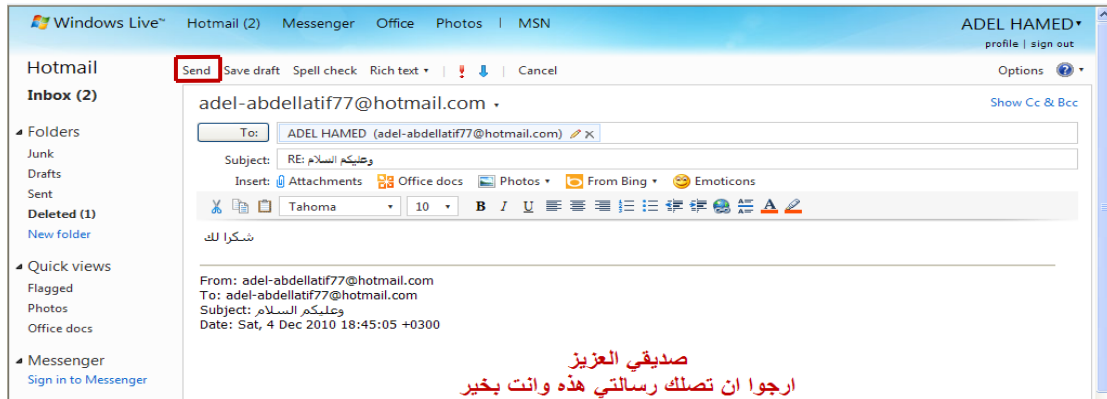 Windows Live™ Hotmail (2) Messenger Office Photos | MSN ADEL HAMED
profile | sign out
Hotmail
Send Save draft Spell check Rich text | Cancel Options
Inbox (2)
adel-abdellatif77@hotmail.com Show Cc & Bcc
Folders
To: ADEL HAMED (adel-abdellatif77@hotmail.com)
Junk
Subject: RE: وعليكم السلام
Drafts
Insert: Attachments Office docs Photos From Bing Emoticons
Sent
Deleted (1)
Tahoma 10 B I U A
New folder
شكرا لك
Quick views
Flagged
Photos
Office docs
From: adel-abdellatif77@hotmail.com
To: adel-abdellatif77@hotmail.com
Subject: وعليكم السلام
Date: Sat, 4 Dec 2010 18:45:05 +0300
Messenger
Sign in to Messenger
صديقي العزيز
ارجوا ان تصلك رسالتي هذه وانت بخير